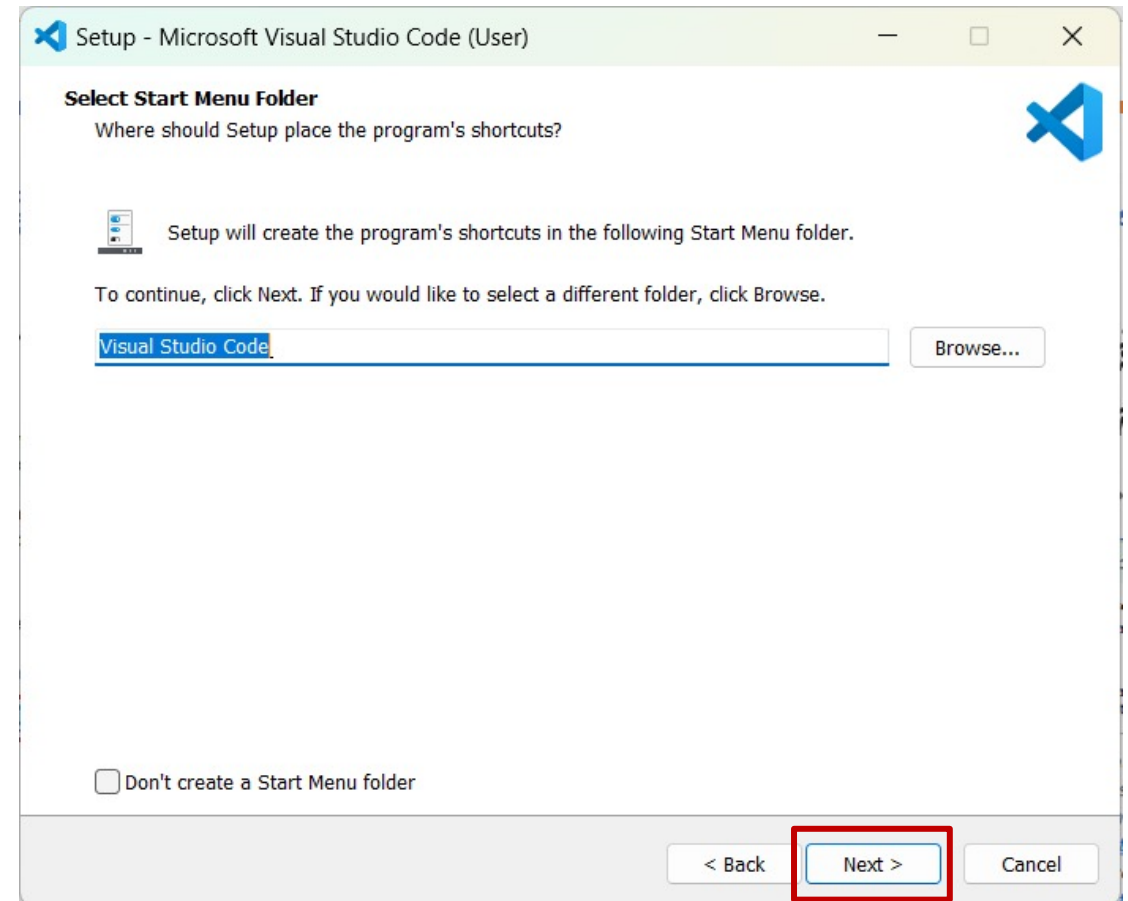 Setup - Microsoft Visual Studio Code (User)
Select Start Menu Folder
Where should Setup place the program's shortcuts?
Setup will create the program's shortcuts in the following Start Menu folder.
To continue, click Next. If you would like to select a different folder, click Browse.
Visual Studio Code
Browse...
Don't create a Start Menu folder
< Back
Next >
Cancel